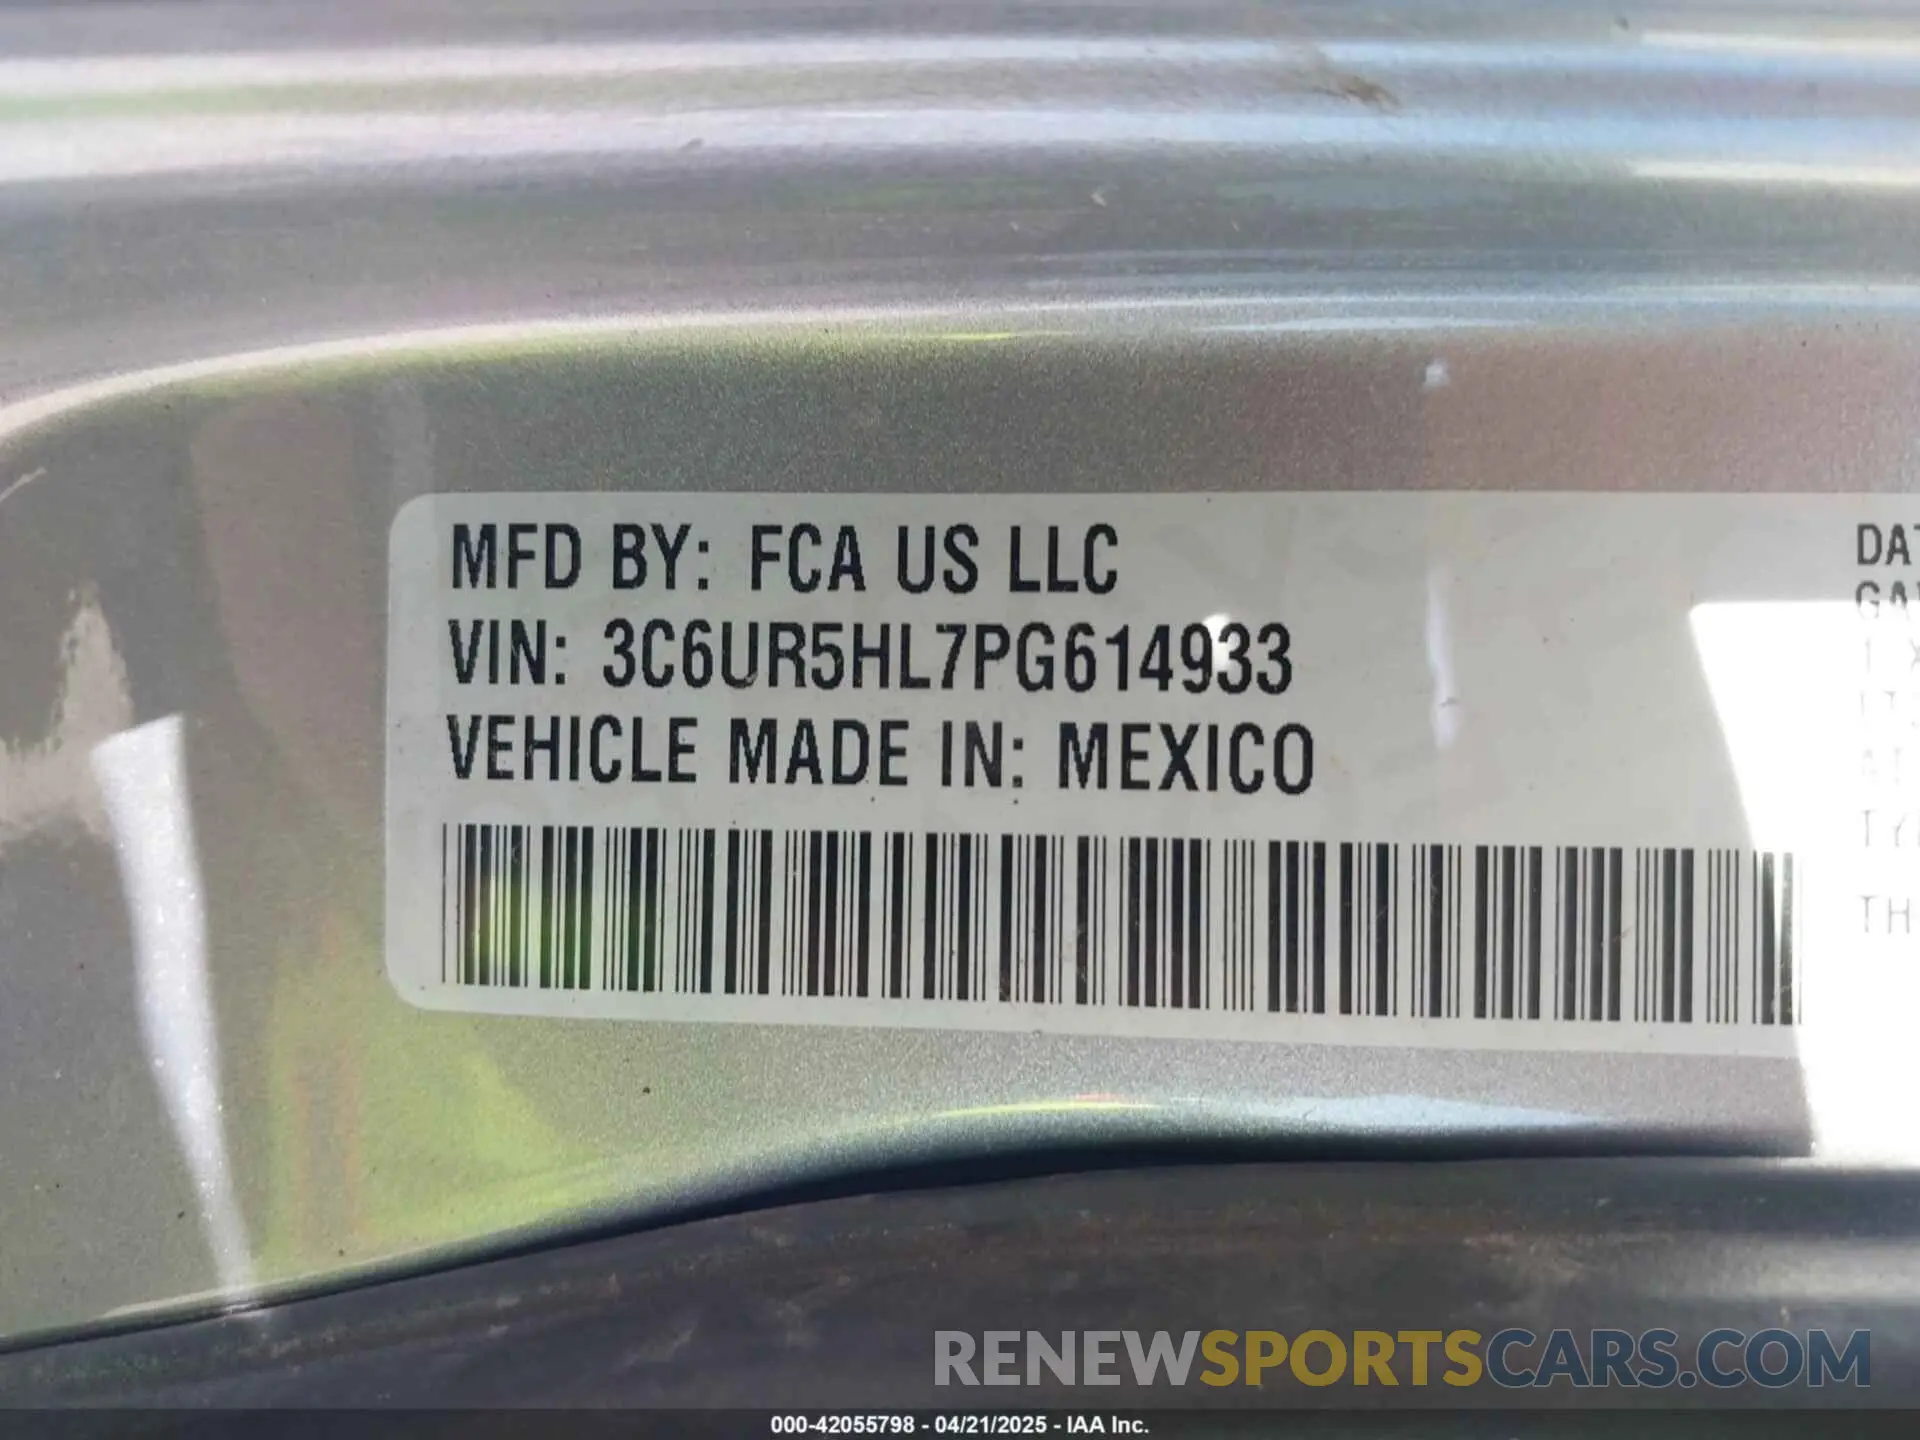 MFD BY: FCA US LLC
VIN: 3C6UR5HL7PG614933
VEHICLE MADE IN: MEXICO
RENEWSPORTSCARS.COM
000-42055798 - 04/21/2025 - IAA Inc.